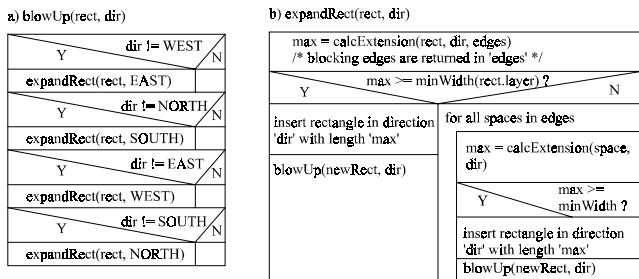 a) blowUp(rect, dir)
dir != WEST
Y
N
expandRect(rect, EAST)
dir !=NORTH
Y
N
expandRect(rect, SOUTH)
dir !=EAST
Y
N
expandRect(rect, WEST)
dir !=SOUTH
Y
N
expandRect(rect, NORTH)
b) expandRect(rect, dir)
max = calcExtension(rect, dir, edges)
/* blocking edges are returned in 'edges' */
max >= minWidth(rect.layer) ?
Y
N
insert rectangle in direction
'dir' with length 'max'
blowUp(newRect, dir)
for all spaces in edges
max = calcExtension(space,
dir)
max >=
minWidth ?
Y
insert rectangle in direction
'dir' with length 'max'
blowUp(newRect, dir)